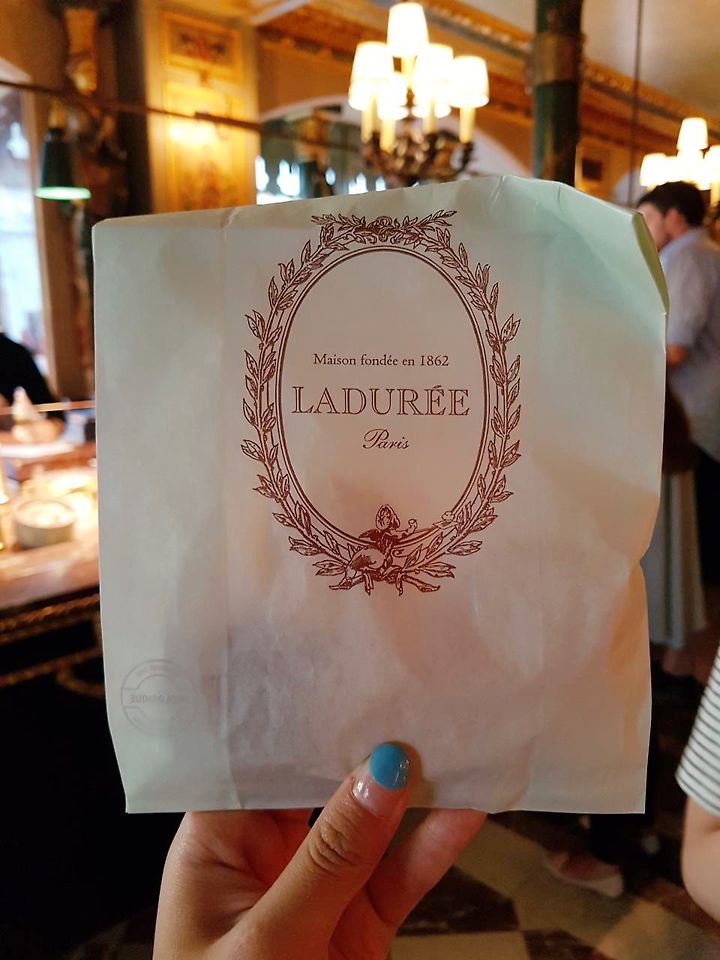 Maison fondée en 1862
LADURÉE
Paris